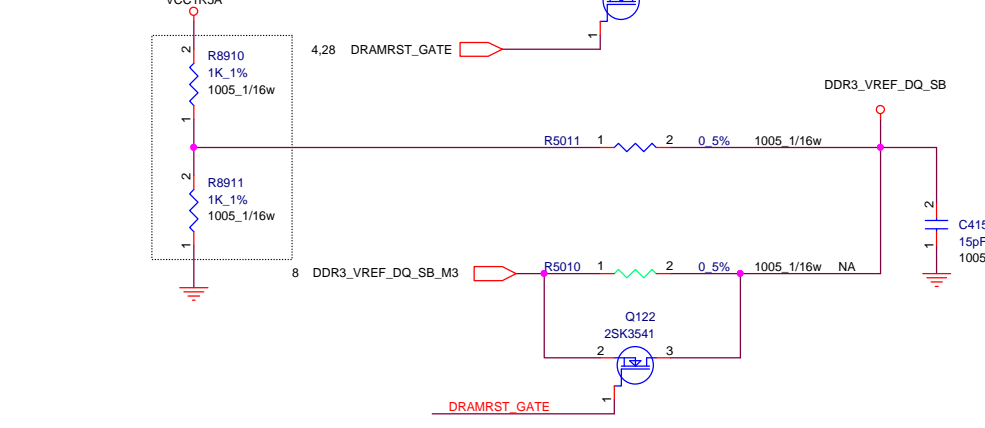 4,28 DRAMRST_GATE
1
2
R8910
1K_1%
1005_1/16w
1
DDR3_VREF_DQ_SB
R5011 1 2 0_5% 1005_1/16w
2
R8911
1K_1%
1005_1/16w
1
2
1
15pF
8 DDR3_VREF_DQ_SB_M3
R5010 1 2 0_5% 1005_1/16w NA
Q122
2SK3541
2 3
1
DRAMRST_GATE